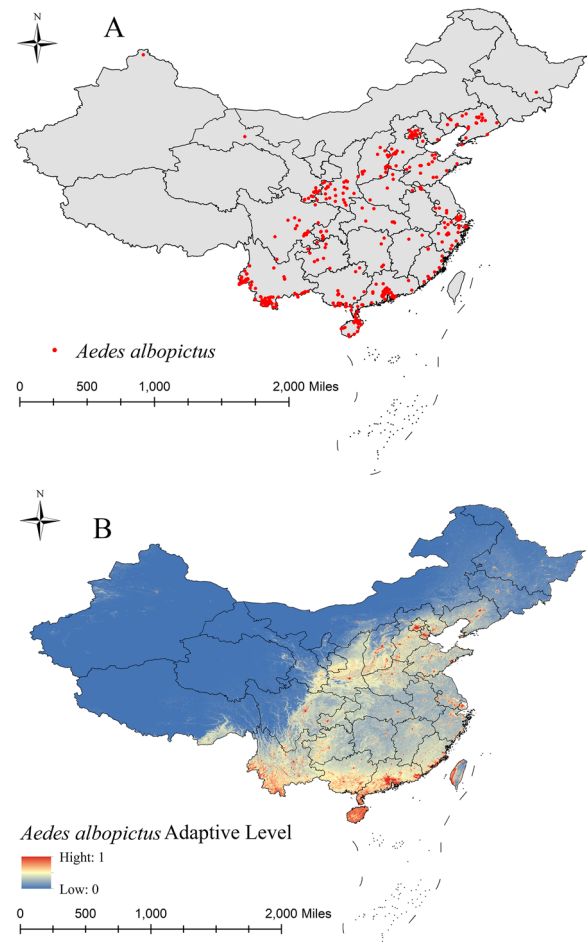 N
A
Aedes albopictus
0 500 1,000 2,000 Miles
N
B
Aedes albopictus Adaptive Level
Hight: 1
Low: 0
0 500 1,000 2,000 Miles